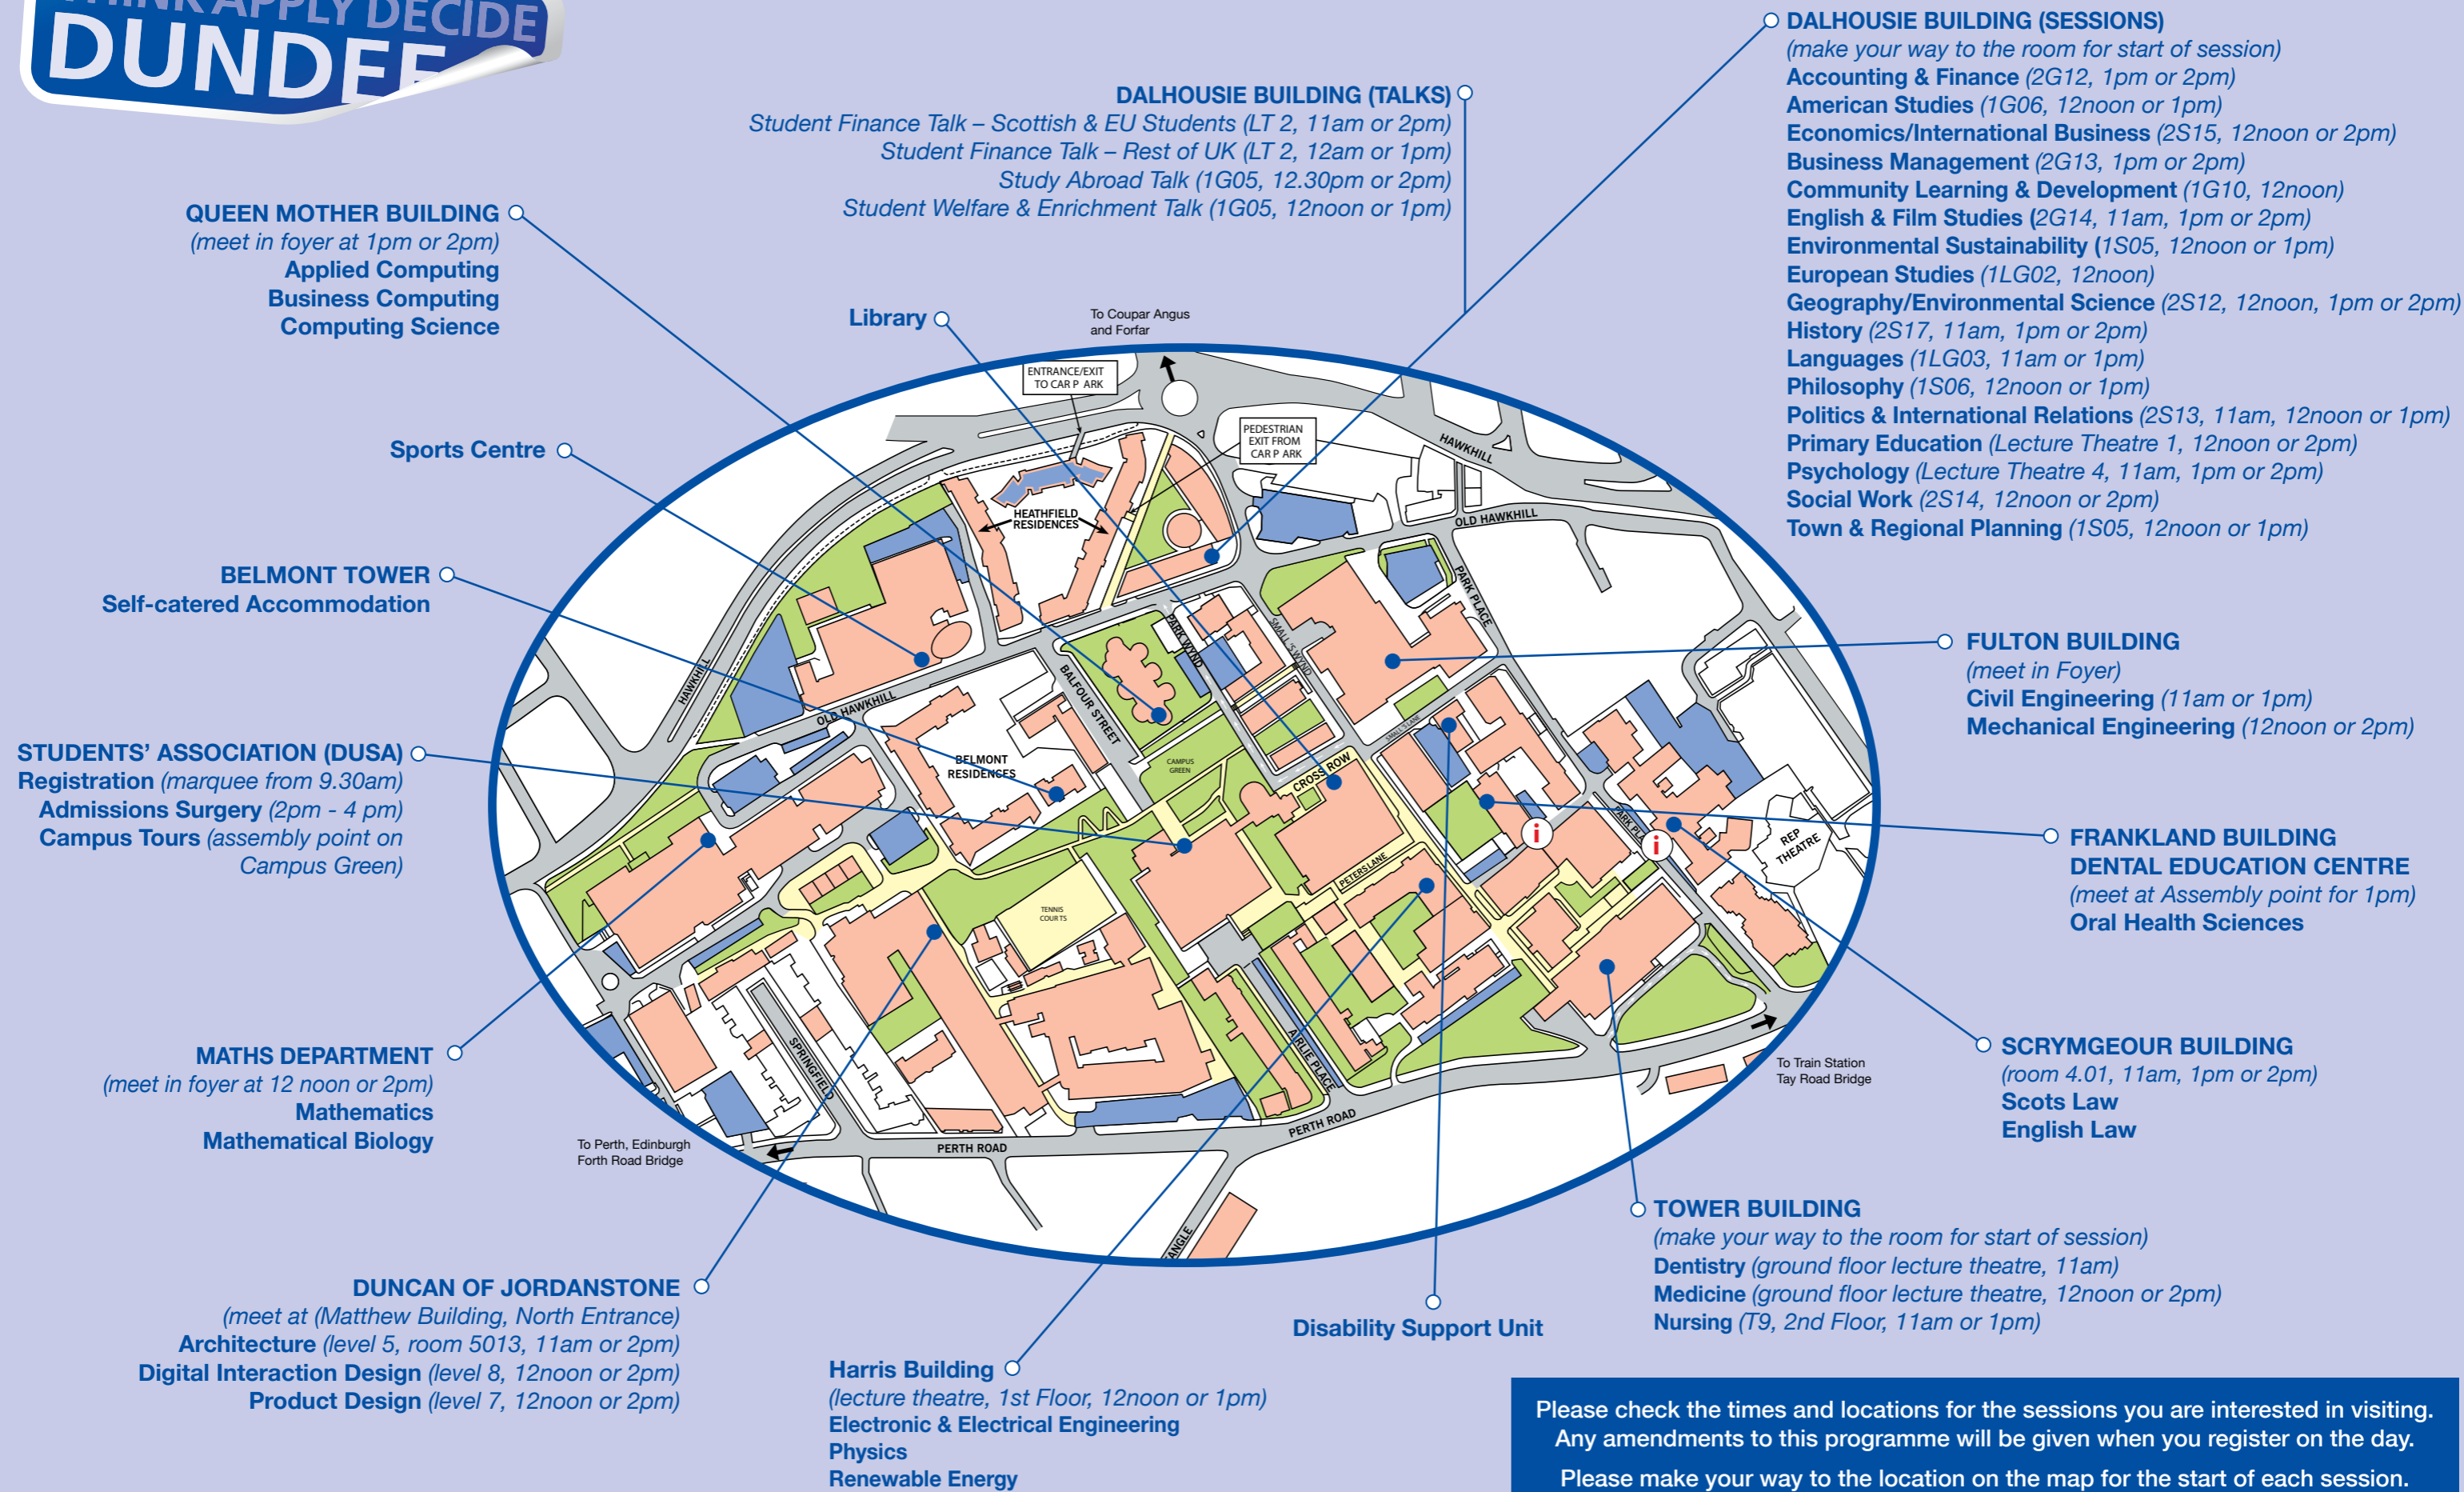 THINK APPLY DECIDE
DUNDEE
DALHOUSIE BUILDING (TALKS)
Student Finance Talk – Scottish & EU Students (LT 2, 11am or 2pm)
Student Finance Talk – Rest of UK (LT 2, 12am or 1pm)
Study Abroad Talk (1G05, 12.30pm or 2pm)
Student Welfare & Enrichment Talk (1G05, 12noon or 1pm)
DALHOUSIE BUILDING (SESSIONS)
(make your way to the room for start of session)
Accounting & Finance (2G12, 1pm or 2pm)
American Studies (1G06, 12noon or 1pm)
Economics/International Business (2S15, 12noon or 2pm)
Business Management (2G13, 1pm or 2pm)
Community Learning & Development (1G10, 12noon)
English & Film Studies (2G14, 11am, 1pm or 2pm)
Environmental Sustainability (1S05, 12noon or 1pm)
European Studies (1LG02, 12noon)
Geography/Environmental Science (2S12, 12noon, 1pm or 2pm)
History (2S17, 11am, 1pm or 2pm)
Languages (1LG03, 11am or 1pm)
Philosophy (1S06, 12noon or 1pm)
Politics & International Relations (2S13, 11am, 12noon or 1pm)
Primary Education (Lecture Theatre 1, 12noon or 2pm)
Psychology (Lecture Theatre 4, 11am, 1pm or 2pm)
Social Work (2S14, 12noon or 2pm)
Town & Regional Planning (1S05, 12noon or 1pm)
QUEEN MOTHER BUILDING
(meet in foyer at 1pm or 2pm)
Applied Computing
Business Computing
Computing Science
Library
Sports Centre
BELMONT TOWER
Self-catered Accommodation
STUDENTS’ ASSOCIATION (DUSA)
Registration (marquee from 9.30am)
Admissions Surgery (2pm - 4 pm)
Campus Tours (assembly point on
Campus Green)
MATHS DEPARTMENT
(meet in foyer at 12 noon or 2pm)
Mathematics
Mathematical Biology
DUNCAN OF JORDANSTONE
(meet at (Matthew Building, North Entrance)
Architecture (level 5, room 5013, 11am or 2pm)
Digital Interaction Design (level 8, 12noon or 2pm)
Product Design (level 7, 12noon or 2pm)
To Coupar Angus
and Forfar
ENTRANCE/EXIT
TO CAR P ARK
PEDESTRIAN
EXIT FROM
CAR P ARK
HEATHFIELD
RESIDENCES
HAWKHILL
OLD HAWKHILL
PARK PLACE
PARK WYND
SMALL 'S WYND
HAWKHILL
OLD HAWKHILL
BALFOUR STREET
SMALL'S LANE
BELMONT
RESIDENCES
CAMPUS
GREEN
CROSS ROW
PARK PLA
REP
THEATRE
PETERS LANE
TENNIS
COUR TS
i
i
SPRINGFIELD
AIRLIE PLACE
PERTH ROAD
PERTH ROAD
ANGLE
To Perth, Edinburgh
Forth Road Bridge
To Train Station
Tay Road Bridge
FULTON BUILDING
(meet in Foyer)
Civil Engineering (11am or 1pm)
Mechanical Engineering (12noon or 2pm)
FRANKLAND BUILDING
DENTAL EDUCATION CENTRE
(meet at Assembly point for 1pm)
Oral Health Sciences
SCRYMGEOUR BUILDING
(room 4.01, 11am, 1pm or 2pm)
Scots Law
English Law
TOWER BUILDING
(make your way to the room for start of session)
Dentistry (ground floor lecture theatre, 11am)
Medicine (ground floor lecture theatre, 12noon or 2pm)
Nursing (T9, 2nd Floor, 11am or 1pm)
Disability Support Unit
Harris Building
(lecture theatre, 1st Floor, 12noon or 1pm)
Electronic & Electrical Engineering
Physics
Renewable Energy
Please check the times and locations for the sessions you are interested in visiting.
Any amendments to this programme will be given when you register on the day.
Please make your way to the location on the map for the start of each session.